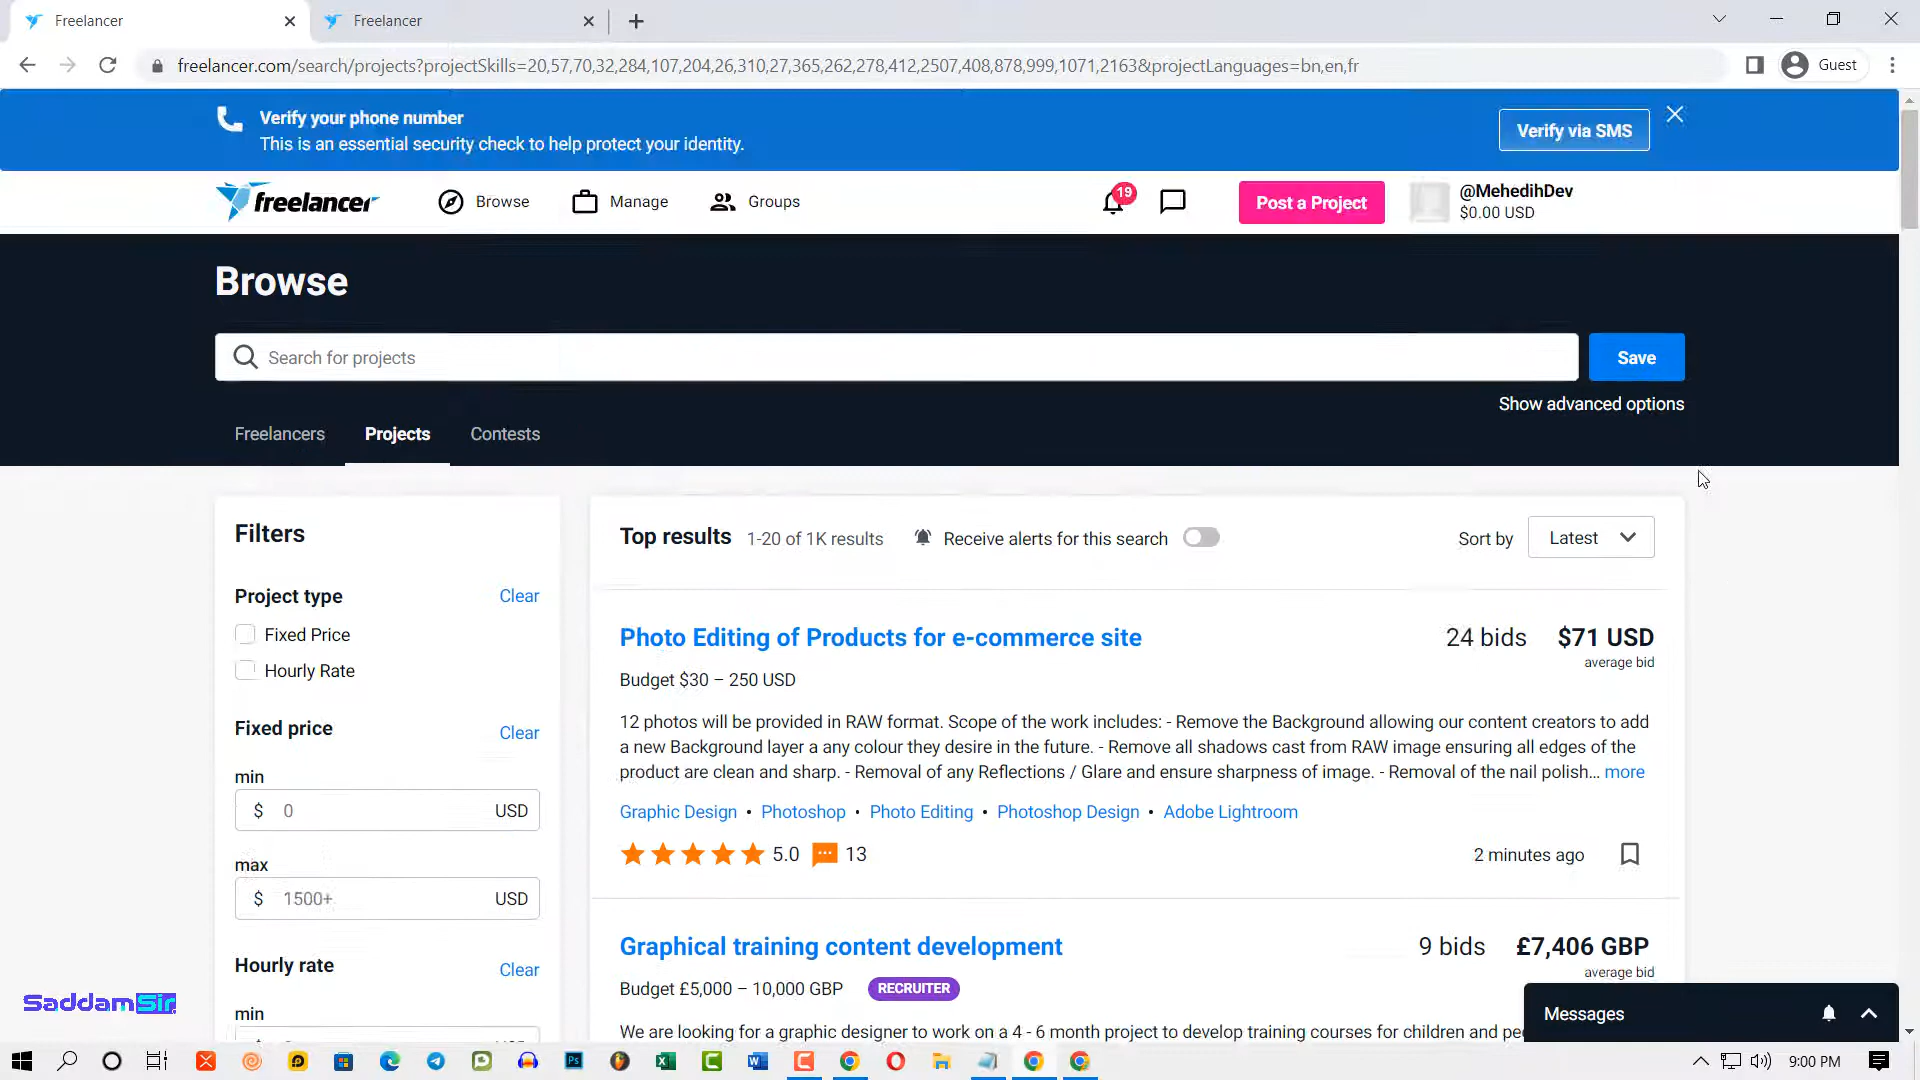 Freelancer
Freelancer
freelancer.com/search/projects?projectSkills=20,57,70,32,284,107,204,26,310,27,365,262,278,412,2507,408,878,999,1071,2163&projectLanguages=bn,en,fr
Guest
Verify your phone number
This is an essential security check to help protect your identity.
Verify via SMS
freelancer
Browse
Manage
Groups
19
Post a Project
@MehedihDev
$0.00 USD
Browse
Search for projects
Save
Show advanced options
Freelancers
Projects
Contests
Filters
Project type
Clear
Fixed Price
Hourly Rate
Fixed price
Clear
min
$ 0 USD
max
$ 1500+ USD
Hourly rate
Clear
min
Top results 1-20 of 1K results Receive alerts for this search
Sort by Latest
Photo Editing of Products for e-commerce site
24 bids $71 USD
average bid
Budget $30 – 250 USD
12 photos will be provided in RAW format. Scope of the work includes: - Remove the Background allowing our content creators to add
a new Background layer a any colour they desire in the future. - Remove all shadows cast from RAW image ensuring all edges of the
product are clean and sharp. - Removal of any Reflections / Glare and ensure sharpness of image. - Removal of the nail polish... more
Graphic Design • Photoshop • Photo Editing • Photoshop Design • Adobe Lightroom
5.0 13
2 minutes ago
Graphical training content development
9 bids £7,406 GBP
average bid
Budget £5,000 – 10,000 GBP RECRUITER
We are looking for a graphic designer to work on a 4 - 6 month project to develop training courses for children and
Messages
SaddamSir
9:00 PM